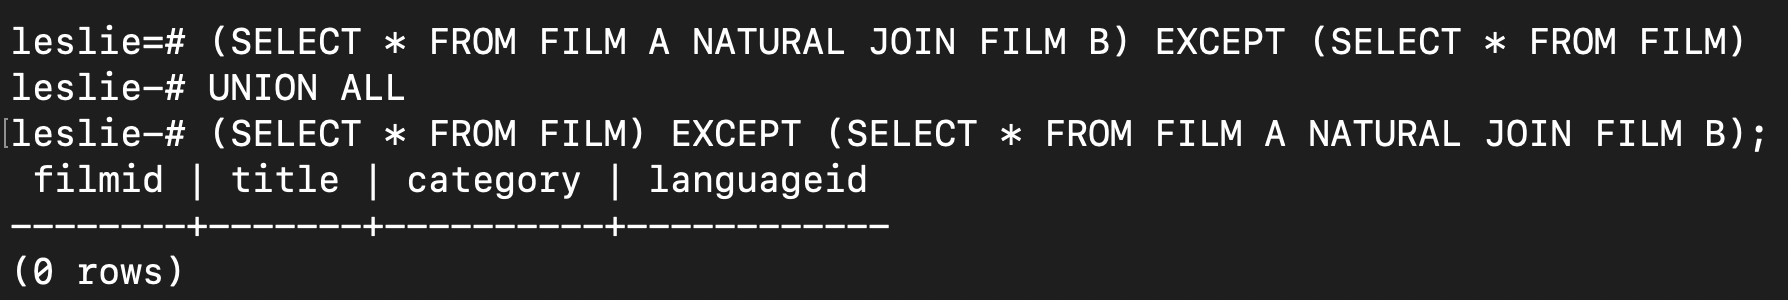 leslie=# (SELECT * FROM FILM A NATURAL JOIN FILM B) EXCEPT (SELECT * FROM FILM)
leslie-# UNION ALL
leslie-# (SELECT * FROM FILM) EXCEPT (SELECT * FROM FILM A NATURAL JOIN FILM B);
 filmid | title | category | languageid
--------+-------+----------+------------
(0 rows)